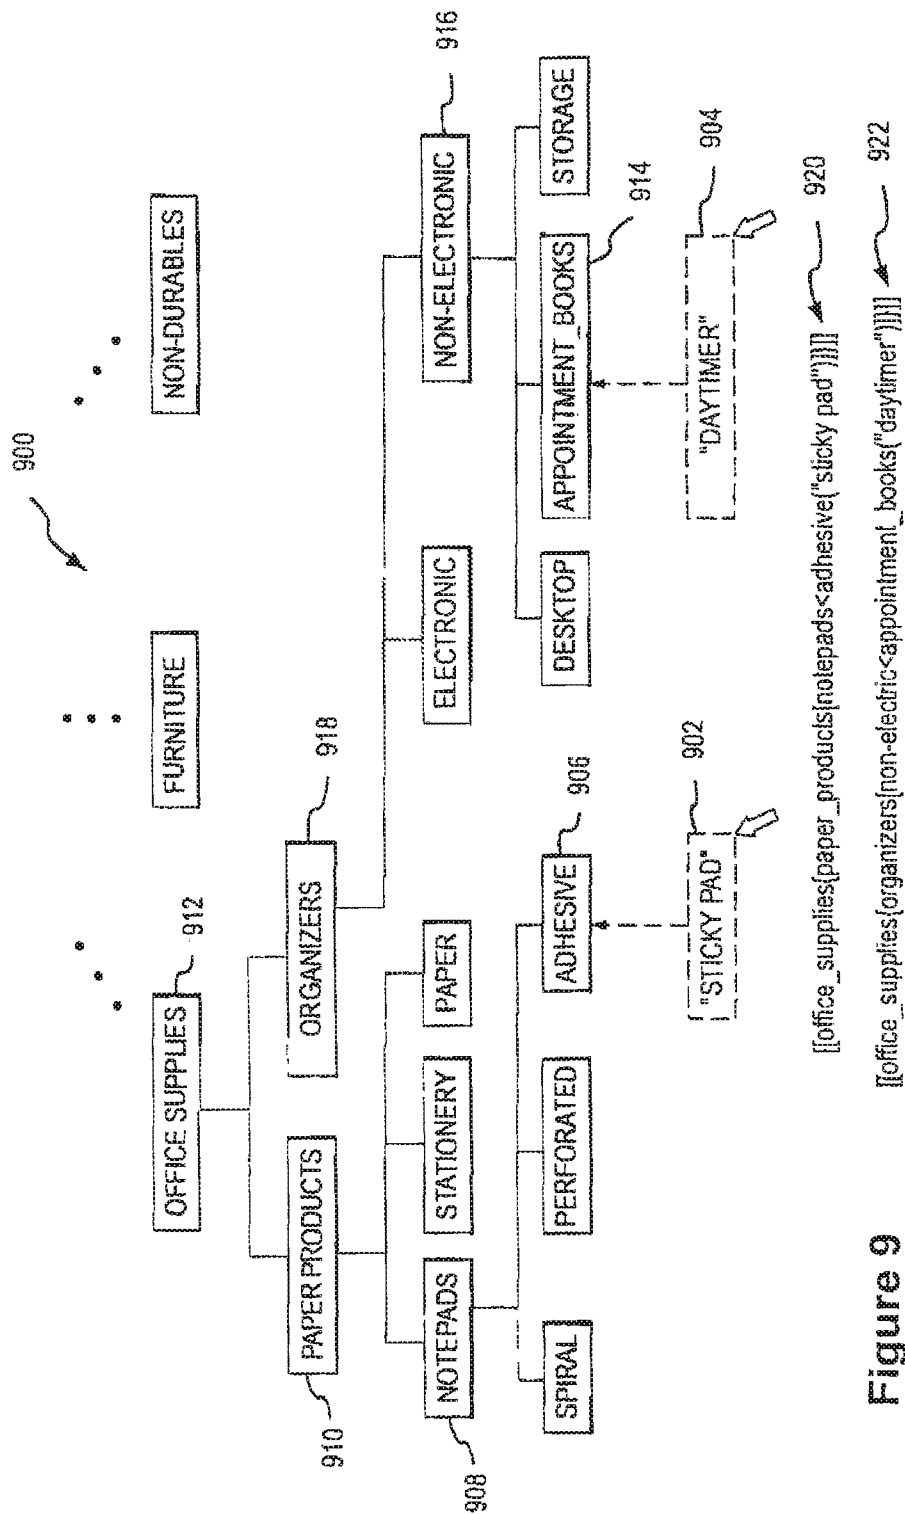 900
OFFICE SUPPLIES
912
FURNITURE
NON-DURABLES
910
PAPER PRODUCTS
ORGANIZERS
918
908
NOTEPADS
STATIONERY
PAPER
ELECTRONIC
NON-ELECTRONIC
916
SPIRAL
PERFORATED
ADHESIVE
906
DESKTOP
APPOINTMENT_BOOKS
914
STORAGE
"STICKY PAD"
902
"DAYTIMER"
904
[[office_supplies{paper_products[notepads<adhesive("sticky pad")]}]]
920
[[office_supplies{organizers[non-electric<appointment_books("daytimer")]}]]
922
Figure 9